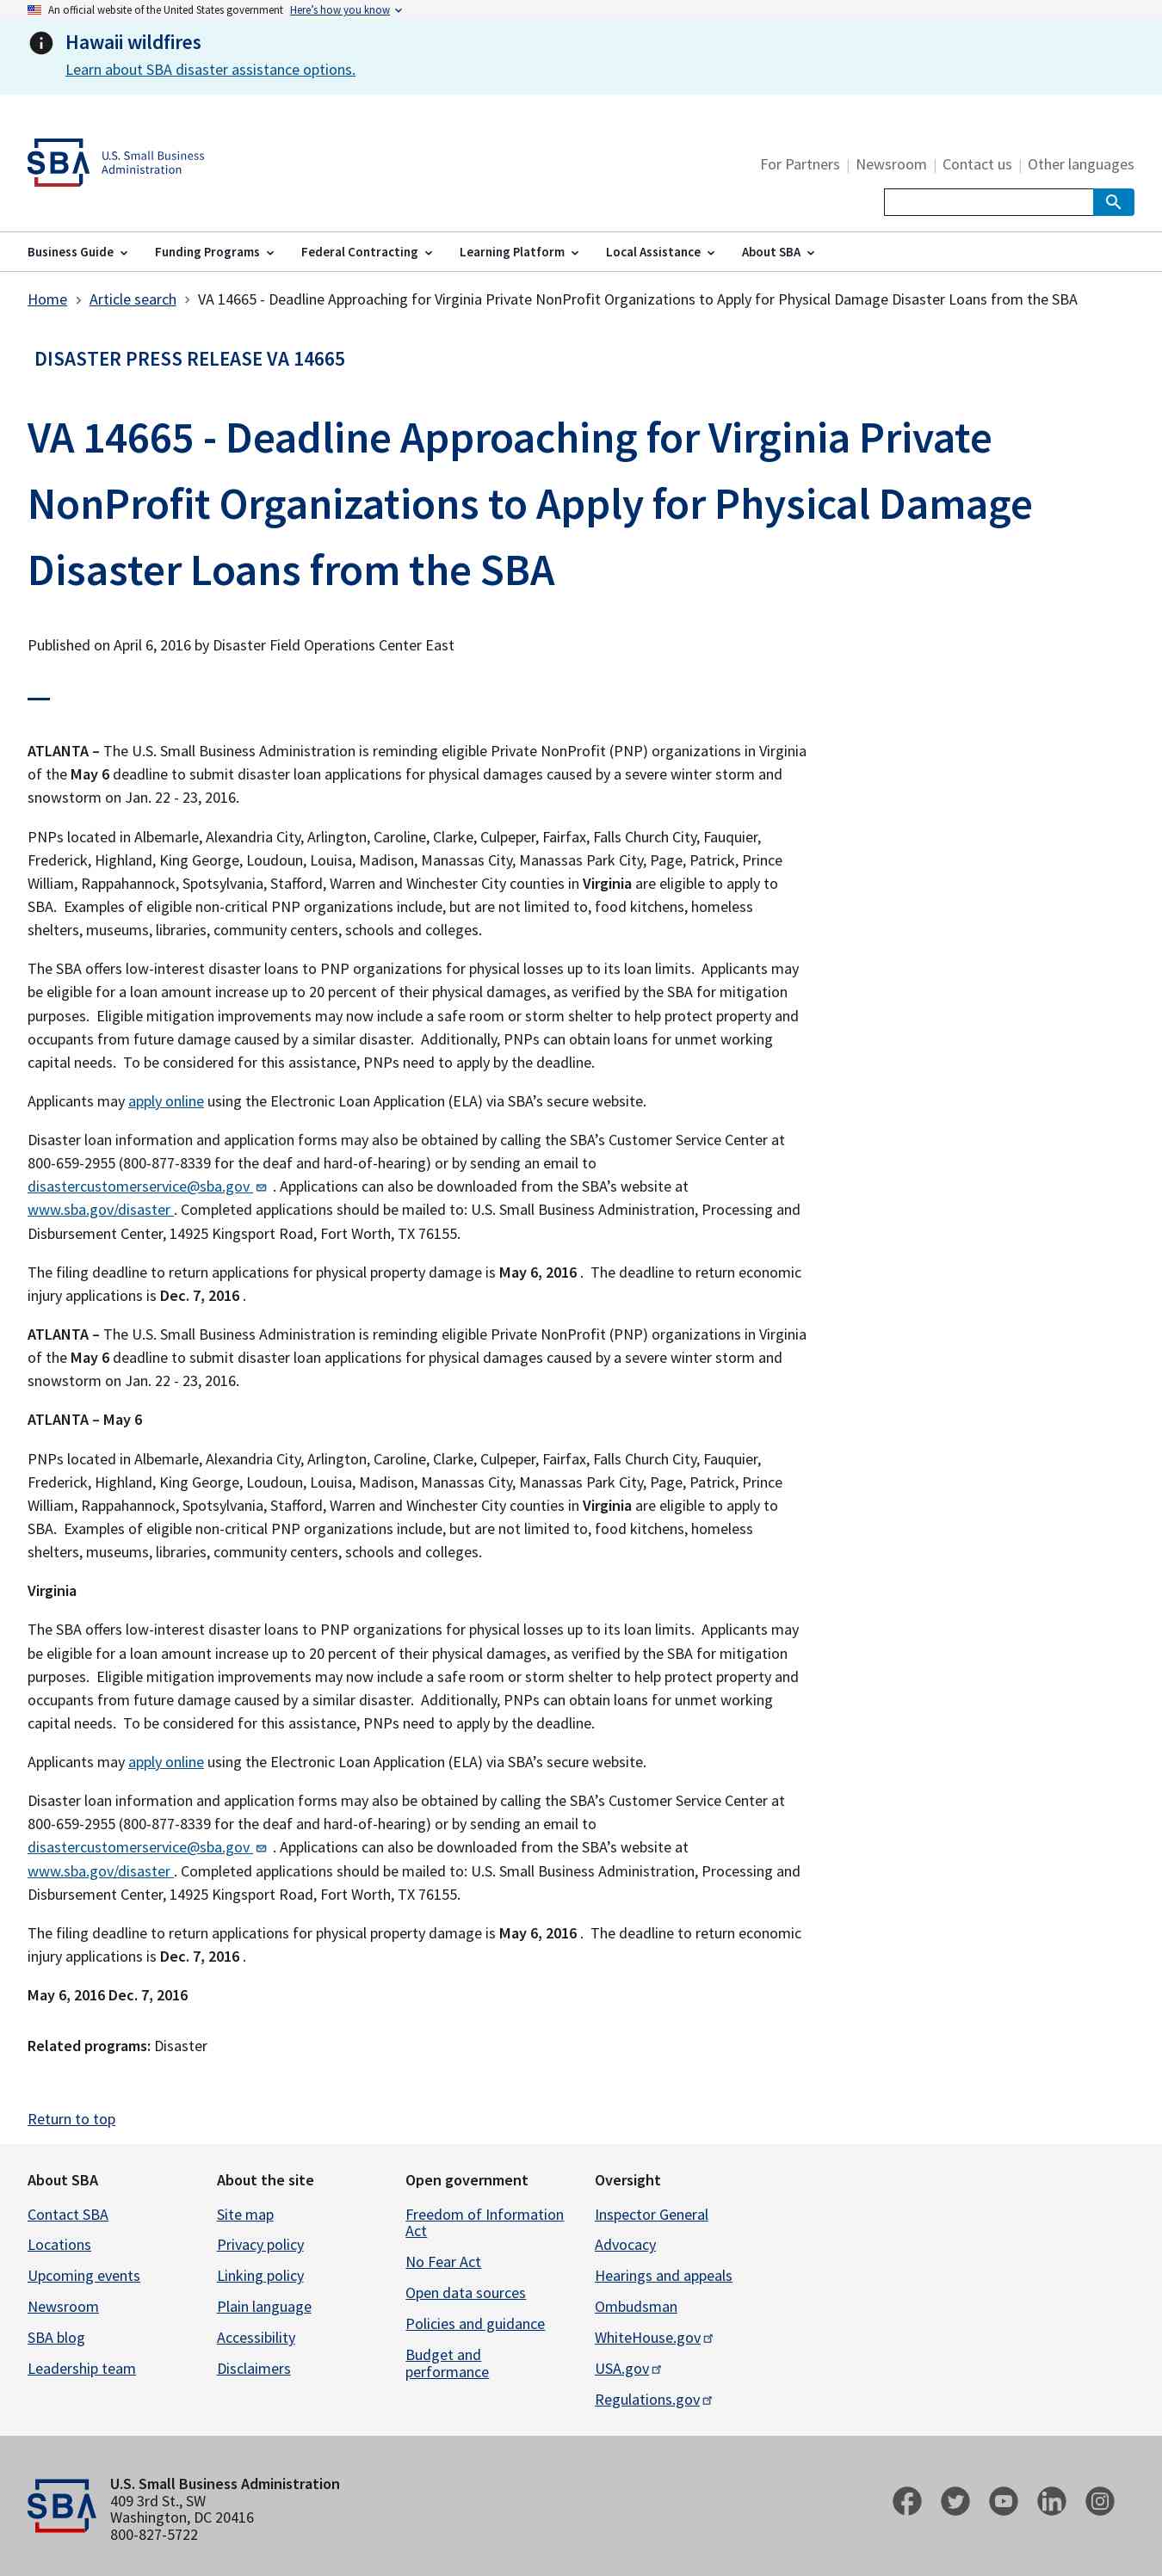 An official website of the United States government Here’s how you know
Hawaii wildfires
Learn about SBA disaster assistance options.
SBA U.S. Small Business
Administration
For Partners | Newsroom | Contact us | Other languages
Business Guide Funding Programs Federal Contracting Learning Platform Local Assistance About SBA
Home › Article search › VA 14665 - Deadline Approaching for Virginia Private NonProfit Organizations to Apply for Physical Damage Disaster Loans from the SBA
DISASTER PRESS RELEASE VA 14665
VA 14665 - Deadline Approaching for Virginia Private
NonProfit Organizations to Apply for Physical Damage
Disaster Loans from the SBA
Published on April 6, 2016 by Disaster Field Operations Center East
ATLANTA – The U.S. Small Business Administration is reminding eligible Private NonProfit (PNP) organizations in Virginia
of the May 6 deadline to submit disaster loan applications for physical damages caused by a severe winter storm and
snowstorm on Jan. 22 - 23, 2016.
PNPs located in Albemarle, Alexandria City, Arlington, Caroline, Clarke, Culpeper, Fairfax, Falls Church City, Fauquier,
Frederick, Highland, King George, Loudoun, Louisa, Madison, Manassas City, Manassas Park City, Page, Patrick, Prince
William, Rappahannock, Spotsylvania, Stafford, Warren and Winchester City counties in Virginia are eligible to apply to
SBA.  Examples of eligible non-critical PNP organizations include, but are not limited to, food kitchens, homeless
shelters, museums, libraries, community centers, schools and colleges.
The SBA offers low-interest disaster loans to PNP organizations for physical losses up to its loan limits.  Applicants may
be eligible for a loan amount increase up to 20 percent of their physical damages, as verified by the SBA for mitigation
purposes.  Eligible mitigation improvements may now include a safe room or storm shelter to help protect property and
occupants from future damage caused by a similar disaster.  Additionally, PNPs can obtain loans for unmet working
capital needs.  To be considered for this assistance, PNPs need to apply by the deadline.
Applicants may apply online using the Electronic Loan Application (ELA) via SBA’s secure website.
Disaster loan information and application forms may also be obtained by calling the SBA’s Customer Service Center at
800-659-2955 (800-877-8339 for the deaf and hard-of-hearing) or by sending an email to
disastercustomerservice@sba.gov . Applications can also be downloaded from the SBA’s website at
www.sba.gov/disaster . Completed applications should be mailed to: U.S. Small Business Administration, Processing and
Disbursement Center, 14925 Kingsport Road, Fort Worth, TX 76155.
The filing deadline to return applications for physical property damage is May 6, 2016 .  The deadline to return economic
injury applications is Dec. 7, 2016 .
ATLANTA – The U.S. Small Business Administration is reminding eligible Private NonProfit (PNP) organizations in Virginia
of the May 6 deadline to submit disaster loan applications for physical damages caused by a severe winter storm and
snowstorm on Jan. 22 - 23, 2016.
ATLANTA – May 6
PNPs located in Albemarle, Alexandria City, Arlington, Caroline, Clarke, Culpeper, Fairfax, Falls Church City, Fauquier,
Frederick, Highland, King George, Loudoun, Louisa, Madison, Manassas City, Manassas Park City, Page, Patrick, Prince
William, Rappahannock, Spotsylvania, Stafford, Warren and Winchester City counties in Virginia are eligible to apply to
SBA.  Examples of eligible non-critical PNP organizations include, but are not limited to, food kitchens, homeless
shelters, museums, libraries, community centers, schools and colleges.
Virginia
The SBA offers low-interest disaster loans to PNP organizations for physical losses up to its loan limits.  Applicants may
be eligible for a loan amount increase up to 20 percent of their physical damages, as verified by the SBA for mitigation
purposes.  Eligible mitigation improvements may now include a safe room or storm shelter to help protect property and
occupants from future damage caused by a similar disaster.  Additionally, PNPs can obtain loans for unmet working
capital needs.  To be considered for this assistance, PNPs need to apply by the deadline.
Applicants may apply online using the Electronic Loan Application (ELA) via SBA’s secure website.
Disaster loan information and application forms may also be obtained by calling the SBA’s Customer Service Center at
800-659-2955 (800-877-8339 for the deaf and hard-of-hearing) or by sending an email to
disastercustomerservice@sba.gov . Applications can also be downloaded from the SBA’s website at
www.sba.gov/disaster . Completed applications should be mailed to: U.S. Small Business Administration, Processing and
Disbursement Center, 14925 Kingsport Road, Fort Worth, TX 76155.
The filing deadline to return applications for physical property damage is May 6, 2016 .  The deadline to return economic
injury applications is Dec. 7, 2016 .
May 6, 2016 Dec. 7, 2016
Related programs: Disaster
Return to top
About SBA
Contact SBA
Locations
Upcoming events
Newsroom
SBA blog
Leadership team
About the site
Site map
Privacy policy
Linking policy
Plain language
Accessibility
Disclaimers
Open government
Freedom of Information
Act
No Fear Act
Open data sources
Policies and guidance
Budget and
performance
Oversight
Inspector General
Advocacy
Hearings and appeals
Ombudsman
WhiteHouse.gov
USA.gov
Regulations.gov
SBA
U.S. Small Business Administration
409 3rd St., SW
Washington, DC 20416
800-827-5722